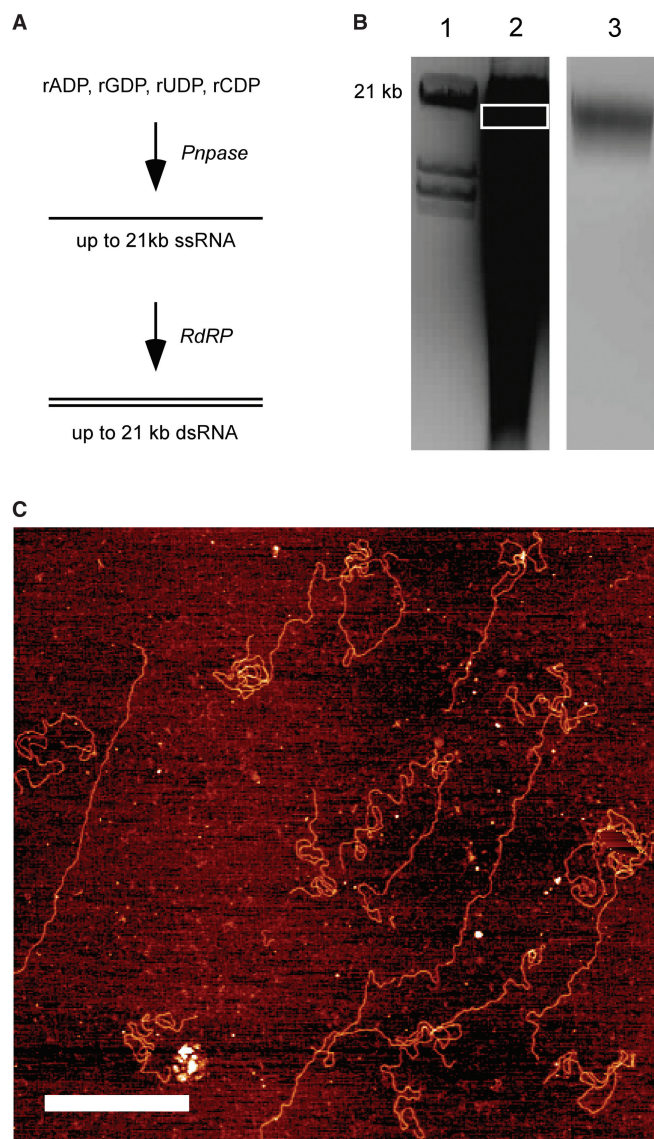 A
rADP, rGDP, rUDP, rCDP
Pnpase
up to 21kb ssRNA
RdRP
up to 21 kb dsRNA
B
1 2 3
21 kb
C